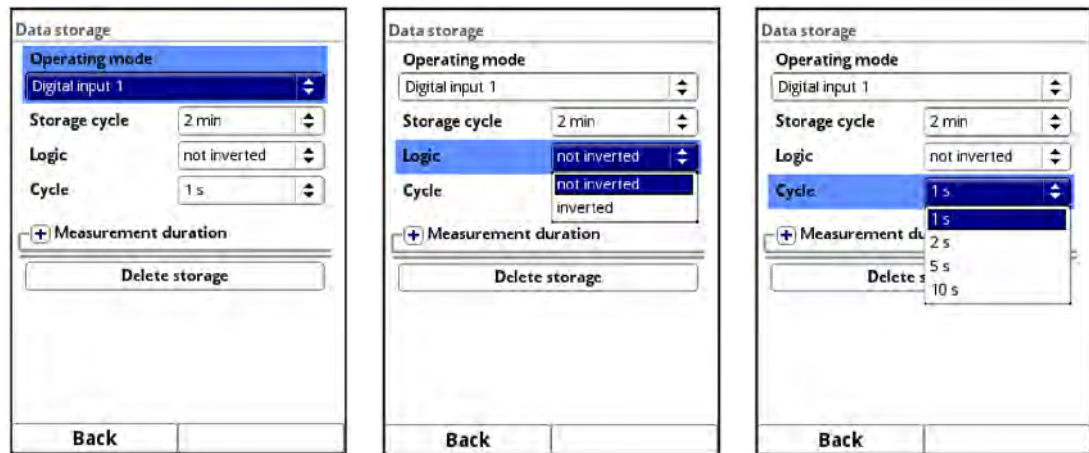 Data storage
Operating mode
Digital input 1
Storage cycle 2 min
Logic not inverted
Cycle 1 s
+ Measurement duration
Delete storage
Back
Data storage
Operating mode
Digital input 1
Storage cycle 2 min
Logic not inverted
not inverted
Cycle
inverted
+ Measurement duration
Delete storage
Back
Data storage
Operating mode
Digital input 1
Storage cycle 2 min
Logic not inverted
Cycle 1 s
1 s
+ Measurement du
2 s
5 s
Delete s
10 s
Back